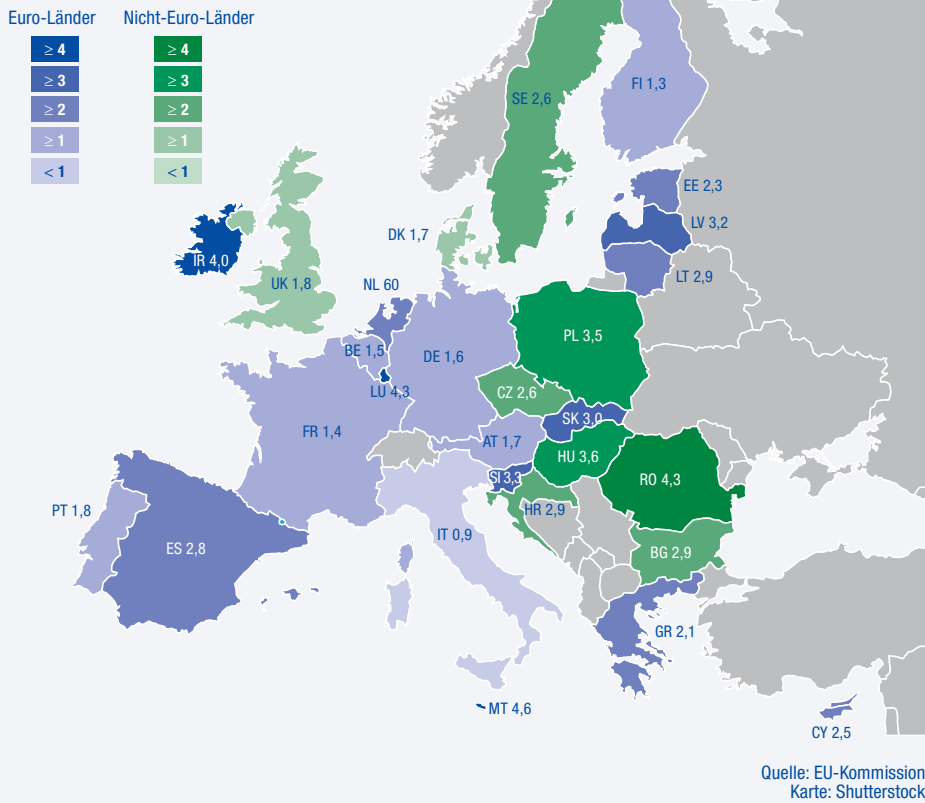 Euro-Länder Nicht-Euro-Länder
≥ 4 ≥ 4
≥ 3 ≥ 3
≥ 2 ≥ 2
≥ 1 ≥ 1
< 1 < 1
FI 1,3
SE 2,6
EE 2,3
LV 3,2
DK 1,7
IR 4,0
LT 2,9
UK 1,8
NL 60
PL 3,5
BE 1,5
DE 1,6
LU 4,3
CZ 2,6
SK 3,0
FR 1,4
AT 1,7
HU 3,6
SI 3,3
RO 4,3
PT 1,8
HR 2,9
IT 0,9
ES 2,8
BG 2,9
GR 2,1
MT 4,6
CY 2,5
Quelle: EU-Kommission
Karte: Shutterstock